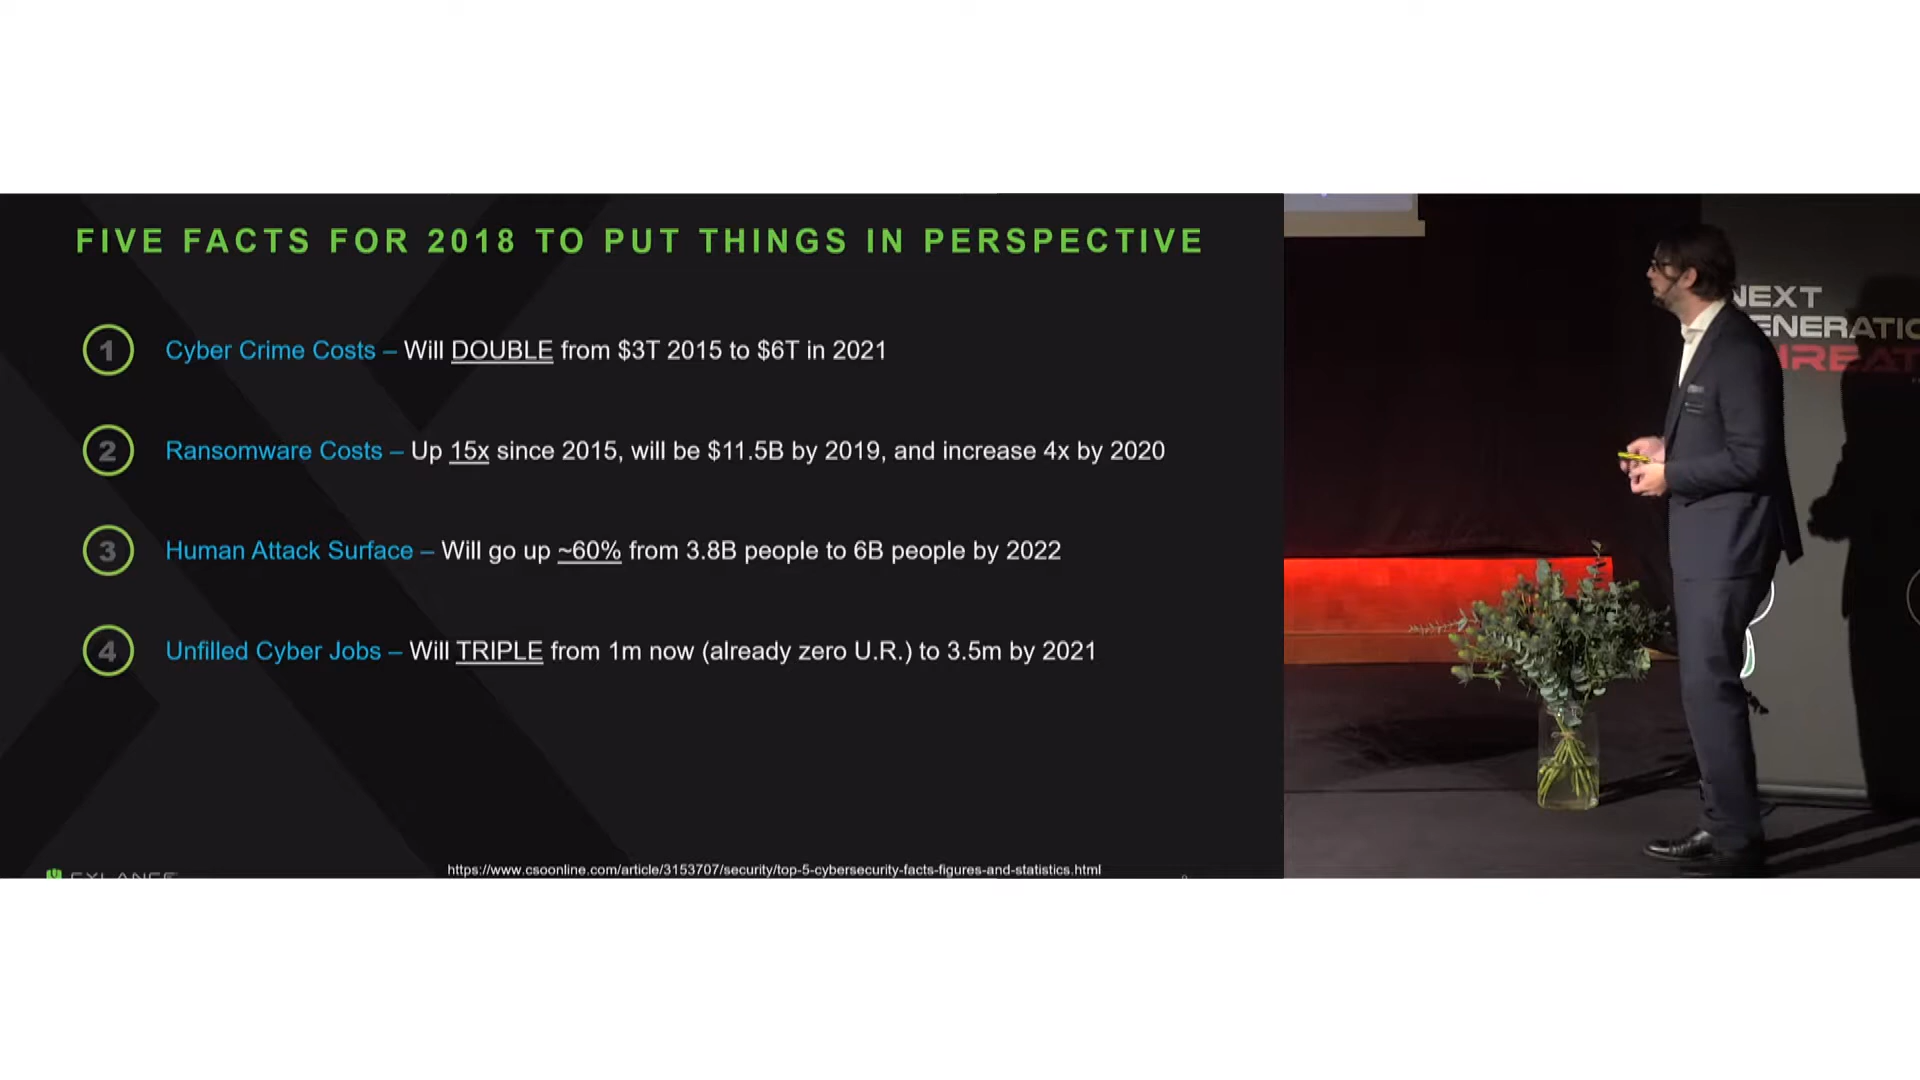 FIVE FACTS FOR 2018 TO PUT THINGS IN PERSPECTIVE
1 Cyber Crime Costs – Will DOUBLE from $3T 2015 to $6T in 2021
2 Ransomware Costs – Up 15x since 2015, will be $11.5B by 2019, and increase 4x by 2020
3 Human Attack Surface – Will go up ~60% from 3.8B people to 6B people by 2022
4 Unfilled Cyber Jobs – Will TRIPLE from 1m now (already zero U.R.) to 3.5m by 2021
CYLANCE
https://www.csoonline.com/article/3153707/security/top-5-cybersecurity-facts-figures-and-statistics.html
NEXT
ENERATIO
HREAT